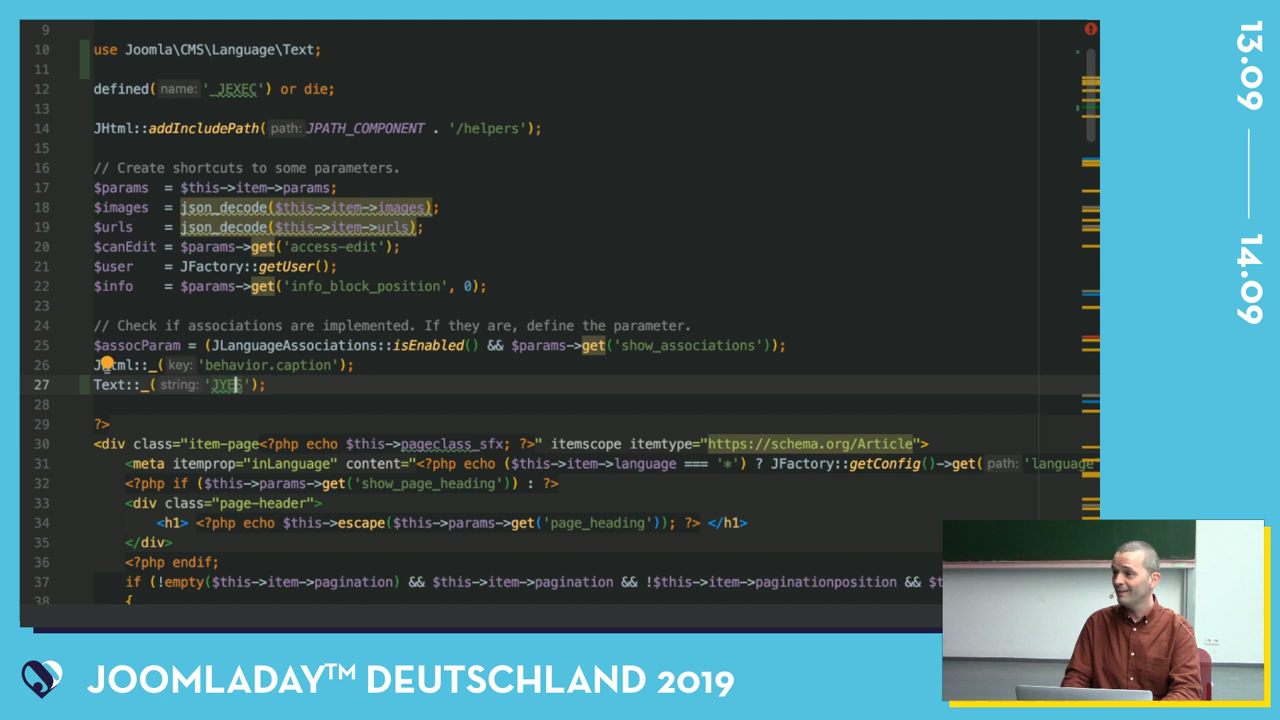 9
10 use Joomla\CMS\Language\Text;
11
12 defined( name: '_JEXEC') or die;
13
14 JHtml::addIncludePath( path: JPATH_COMPONENT . '/helpers');
15
16 // Create shortcuts to some parameters.
17 $params  = $this->item->params;
18 $images  = json_decode($this->item->images);
19 $urls    = json_decode($this->item->urls);
20 $canEdit = $params->get('access-edit');
21 $user    = JFactory::getUser();
22 $info    = $params->get('info_block_position', 0);
23
24 // Check if associations are implemented. If they are, define the parameter.
25 $assocParam = (JLanguageAssociations::isEnabled() && $params->get('show_associations'));
26 JHtml::_( key: 'behavior.caption');
27 Text::_( string: 'JYES');
28
29 ?>
30 <div class="item-page<?php echo $this->pageclass_sfx; ?>" itemscope itemtype="https://schema.org/Article">
31     <meta itemprop="inLanguage" content="<?php echo ($this->item->language === '*') ? JFactory::getConfig()->get( path: 'language
32     <?php if ($this->params->get('show_page_heading')) : ?>
33     <div class="page-header">
34         <h1> <?php echo $this->escape($this->params->get('page_heading')); ?> </h1>
35     </div>
36     <?php endif;
37     if (!empty($this->item->pagination) && $this->item->pagination && !$this->item->paginationposition && $t
38     {
13.09
14.09
JOOMLADAY™ DEUTSCHLAND 2019